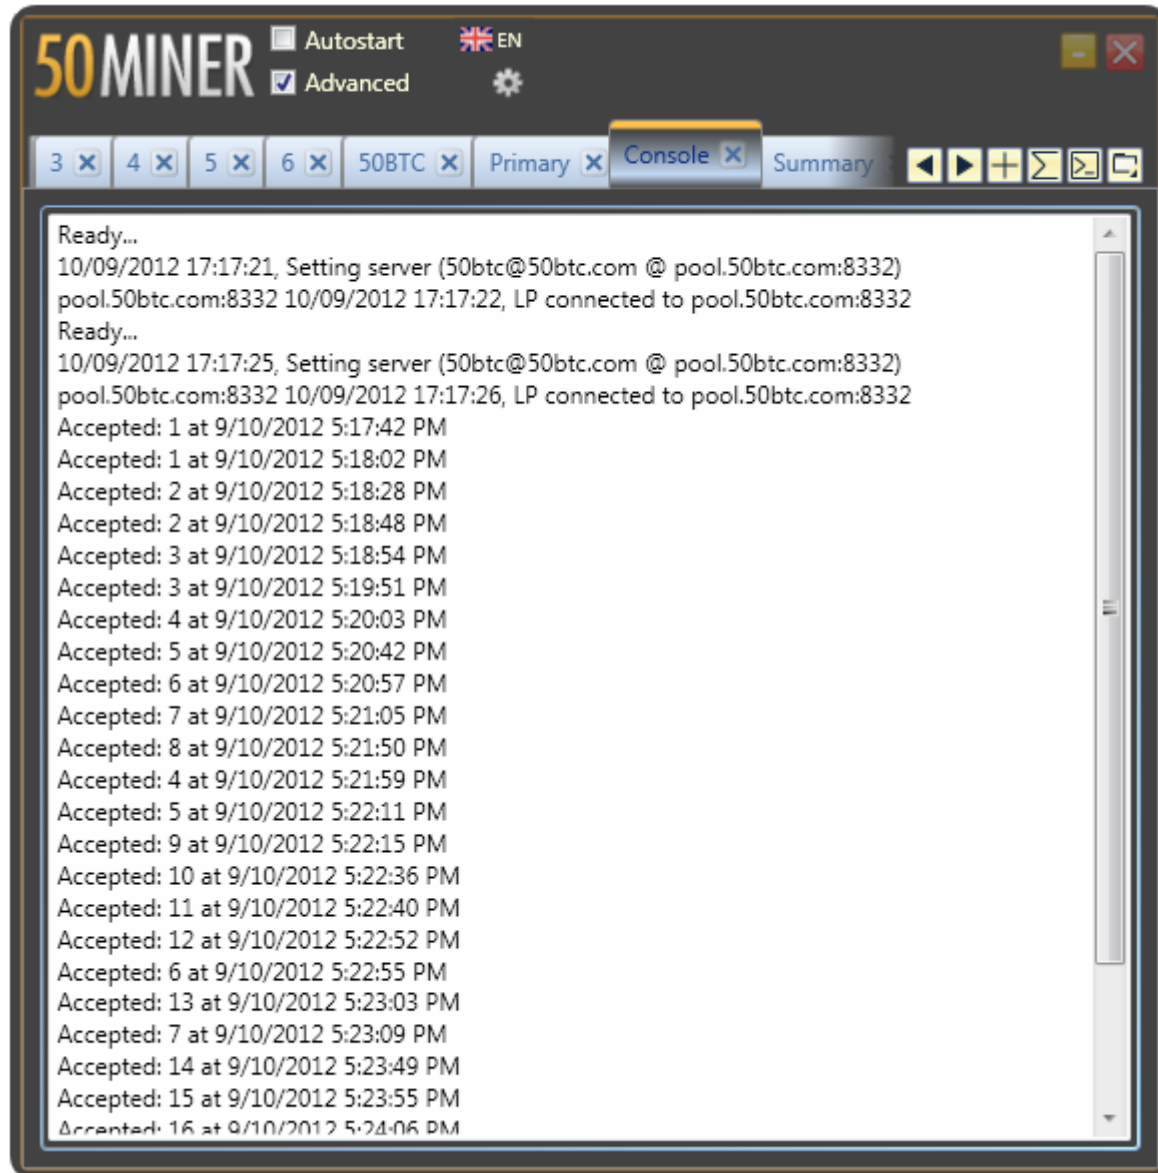 50MINER
Autostart
EN
Advanced
3 4 5 6 50BTC Primary Console Summary
Ready...
10/09/2012 17:17:21, Setting server (50btc@50btc.com @ pool.50btc.com:8332)
pool.50btc.com:8332 10/09/2012 17:17:22, LP connected to pool.50btc.com:8332
Ready...
10/09/2012 17:17:25, Setting server (50btc@50btc.com @ pool.50btc.com:8332)
pool.50btc.com:8332 10/09/2012 17:17:26, LP connected to pool.50btc.com:8332
Accepted: 1 at 9/10/2012 5:17:42 PM
Accepted: 1 at 9/10/2012 5:18:02 PM
Accepted: 2 at 9/10/2012 5:18:28 PM
Accepted: 2 at 9/10/2012 5:18:48 PM
Accepted: 3 at 9/10/2012 5:18:54 PM
Accepted: 3 at 9/10/2012 5:19:51 PM
Accepted: 4 at 9/10/2012 5:20:03 PM
Accepted: 5 at 9/10/2012 5:20:42 PM
Accepted: 6 at 9/10/2012 5:20:57 PM
Accepted: 7 at 9/10/2012 5:21:05 PM
Accepted: 8 at 9/10/2012 5:21:50 PM
Accepted: 4 at 9/10/2012 5:21:59 PM
Accepted: 5 at 9/10/2012 5:22:11 PM
Accepted: 9 at 9/10/2012 5:22:15 PM
Accepted: 10 at 9/10/2012 5:22:36 PM
Accepted: 11 at 9/10/2012 5:22:40 PM
Accepted: 12 at 9/10/2012 5:22:52 PM
Accepted: 6 at 9/10/2012 5:22:55 PM
Accepted: 13 at 9/10/2012 5:23:03 PM
Accepted: 7 at 9/10/2012 5:23:09 PM
Accepted: 14 at 9/10/2012 5:23:49 PM
Accepted: 15 at 9/10/2012 5:23:55 PM
Accepted: 16 at 9/10/2012 5:24:06 PM